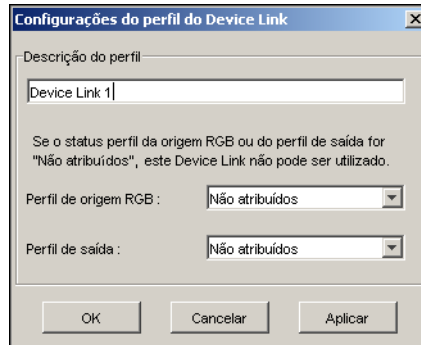 Configurações do perfil do Device Link
Descrição do perfil
Device Link 1
Se o status perfil da origem RGB ou do perfil de saída for
"Não atribuídos", este Device Link não pode ser utilizado.
Perfil de origem RGB : Não atribuídos
Perfil de saída : Não atribuídos
OK Cancelar Aplicar